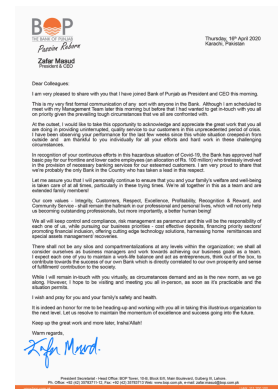 BOP
THE BANK OF PUNJAB
Passion Reborn
Thursday, 16th April 2020
Karachi, Pakistan
Zafar Masud
President & CEO
Dear Colleagues:
I am very pleased to share with you that I have joined Bank of Punjab as President and CEO this morning.
This is my very first formal communication of any sort with anyone in the Bank. Although I am scheduled to
meet with my Management Team later this morning but before that I had wanted to get in-touch with you all
on priority given the prevailing tough circumstances that we all are confronted with.
At the outset, I would like to take this opportunity to acknowledge and appreciate the great work that you all
are doing in providing uninterrupted, quality services to our customers in this unprecedented period of crisis.
I have been observing your performance for the last few weeks since this whole situation creeped-in from
outside and am thankful to you individually for all your efforts and hard work in these challenging
circumstances.
In recognition of your continuous efforts in this hazardous situation of Covid-19, the Bank has approved half
basic pay for our frontline and lower cadre employees (an allocation of Rs. 100 million) who tirelessly involved
in the provision of necessary banking services for our esteemed customers. I am very proud to share that
we're probably the only Bank in the Country who has taken a lead in this respect.
Let me assure you that I will personally continue to ensure that you and your family's welfare and well-being
is taken care of at all times, particularly in these trying times. We're all together in this as a team and are
extended family members!
Our core values - Integrity, Customers, Respect, Excellence, Profitability, Recognition & Reward, and
Community Service - shall remain the hallmark in our professional and personal lives, which will not only help
us becoming outstanding professionals, but more importantly, a better human being!
We all will keep control and compliances, risk management as paramount and this will be the responsibility of
each one of us, while pursuing our business priorities - cost effective deposits, financing priority sectors'
promoting financial inclusion, offering cutting edge technology solutions, harnessing home remittances and
special assets management recoveries.
There shall not be any silos and compartmentalizations at any levels within the organization; we shall all
consider ourselves as business managers and work towards achieving our business goals as a team.
I expect each one of you to maintain a work-life balance and act as entrepreneurs, think out of the box, to
contribute towards the success of our own Bank which is directly correlated to our own prosperity and sense
of fulfillment/ contribution to the society.
While I will remain in-touch with you virtually, as circumstances demand and as is the new norm, as we go
along. However, I hope to be visiting and meeting you all in-person, as soon as it's practicable and the
situation permits.
I wish and pray for you and your family's safety and health.
It is indeed an honor for me to be heading-up and working with you all in taking this illustrious organization to
the next level. Let us resolve to maintain the momentum of excellence and success going into the future.
Keep up the great work and more later, Insha'Allah!
Warm regards,